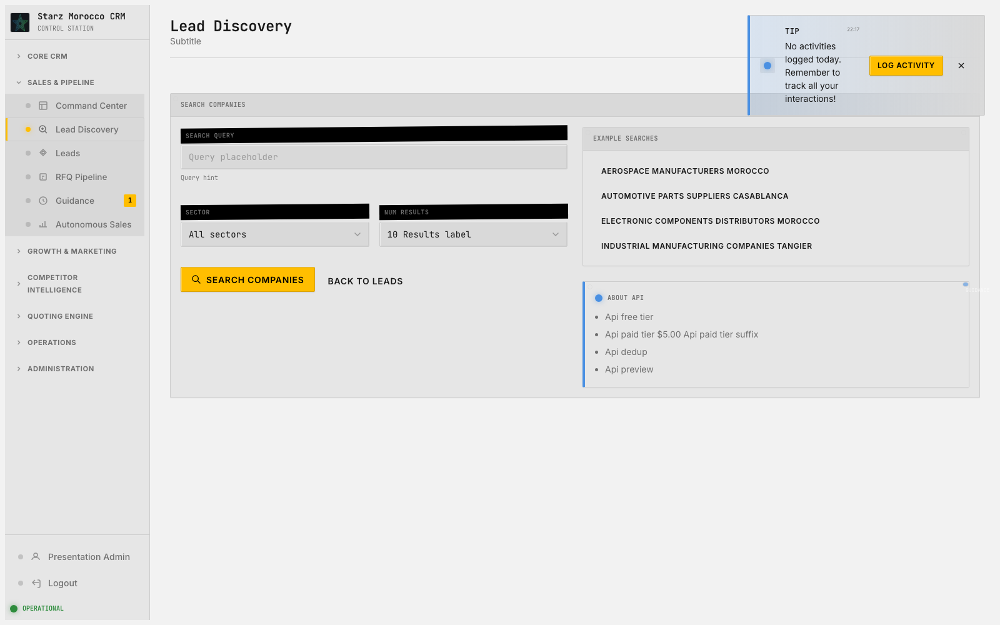 Starz Morocco CRM
CONTROL STATION
CORE CRM
SALES & PIPELINE
Command Center
Lead Discovery
Leads
RFQ Pipeline
Guidance 1
Autonomous Sales
GROWTH & MARKETING
COMPETITOR
INTELLIGENCE
QUOTING ENGINE
OPERATIONS
ADMINISTRATION
Presentation Admin
Logout
OPERATIONAL
Lead Discovery
Subtitle
TIP 22:17
No activities
logged today.
Remember to
track all your
interactions!
LOG ACTIVITY
SEARCH COMPANIES
SEARCH QUERY
Query placeholder
Query hint
SECTOR
All sectors
NUM RESULTS
10 Results label
SEARCH COMPANIES
BACK TO LEADS
EXAMPLE SEARCHES
AEROSPACE MANUFACTURERS MOROCCO
AUTOMOTIVE PARTS SUPPLIERS CASABLANCA
ELECTRONIC COMPONENTS DISTRIBUTORS MOROCCO
INDUSTRIAL MANUFACTURING COMPANIES TANGIER
ABOUT API
Api free tier
Api paid tier $5.00 Api paid tier suffix
Api dedup
Api preview